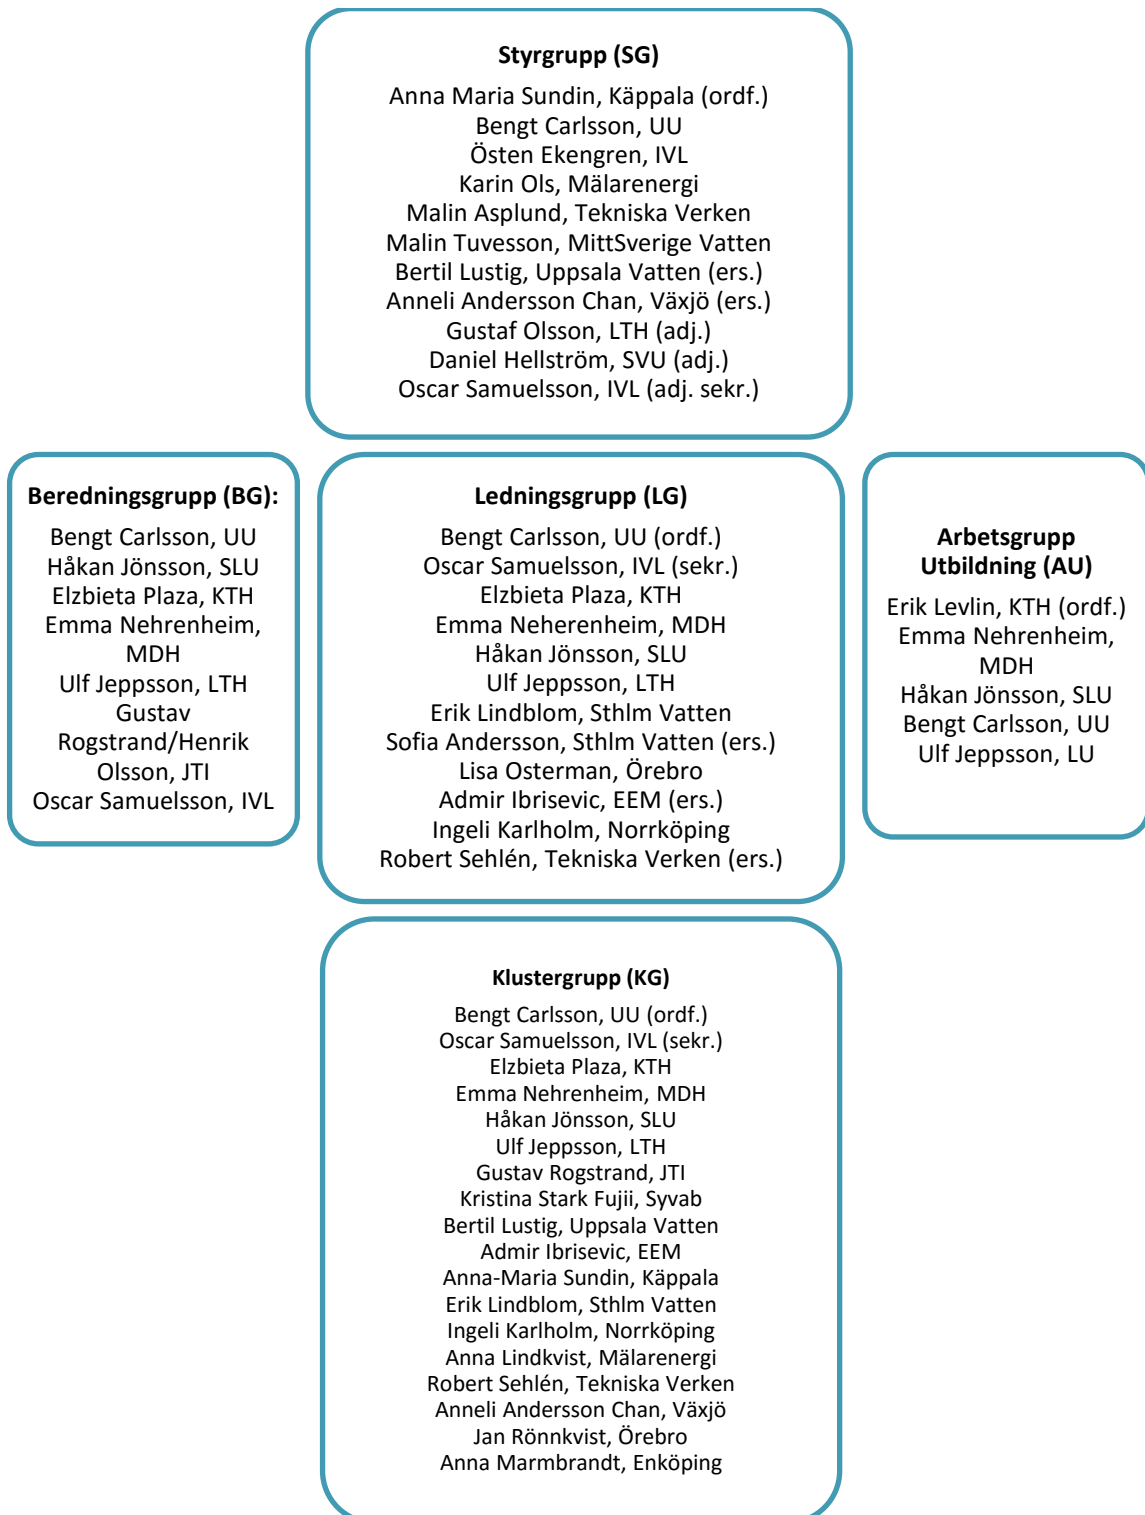 Styrgrupp (SG)
Anna Maria Sundin, Käppala (ordf.)
Bengt Carlsson, UU
Östen Ekengren, IVL
Karin Ols, Mälarenergi
Malin Asplund, Tekniska Verken
Malin Tuvesson, MittSverige Vatten
Bertil Lustig, Uppsala Vatten (ers.)
Anneli Andersson Chan, Växjö (ers.)
Gustaf Olsson, LTH (adj.)
Daniel Hellström, SVU (adj.)
Oscar Samuelsson, IVL (adj. sekr.)
Beredningsgrupp (BG):
Bengt Carlsson, UU
Håkan Jönsson, SLU
Elzbieta Plaza, KTH
Emma Nehrenheim,
MDH
Ulf Jeppsson, LTH
Gustav
Rogstrand/Henrik
Olsson, JTI
Oscar Samuelsson, IVL
Ledningsgrupp (LG)
Bengt Carlsson, UU (ordf.)
Oscar Samuelsson, IVL (sekr.)
Elzbieta Plaza, KTH
Emma Neherenheim, MDH
Håkan Jönsson, SLU
Ulf Jeppsson, LTH
Erik Lindblom, Sthlm Vatten
Sofia Andersson, Sthlm Vatten (ers.)
Lisa Osterman, Örebro
Admir Ibrisevic, EEM (ers.)
Ingeli Karlholm, Norrköping
Robert Sehlén, Tekniska Verken (ers.)
Arbetsgrupp
Utbildning (AU)
Erik Levlin, KTH (ordf.)
Emma Nehrenheim,
MDH
Håkan Jönsson, SLU
Bengt Carlsson, UU
Ulf Jeppsson, LU
Klustergrupp (KG)
Bengt Carlsson, UU (ordf.)
Oscar Samuelsson, IVL (sekr.)
Elzbieta Plaza, KTH
Emma Nehrenheim, MDH
Håkan Jönsson, SLU
Ulf Jeppsson, LTH
Gustav Rogstrand, JTI
Kristina Stark Fujii, Syvab
Bertil Lustig, Uppsala Vatten
Admir Ibrisevic, EEM
Anna-Maria Sundin, Käppala
Erik Lindblom, Sthlm Vatten
Ingeli Karlholm, Norrköping
Anna Lindkvist, Mälarenergi
Robert Sehlén, Tekniska Verken
Anneli Andersson Chan, Växjö
Jan Rönnkvist, Örebro
Anna Marmbrandt, Enköping